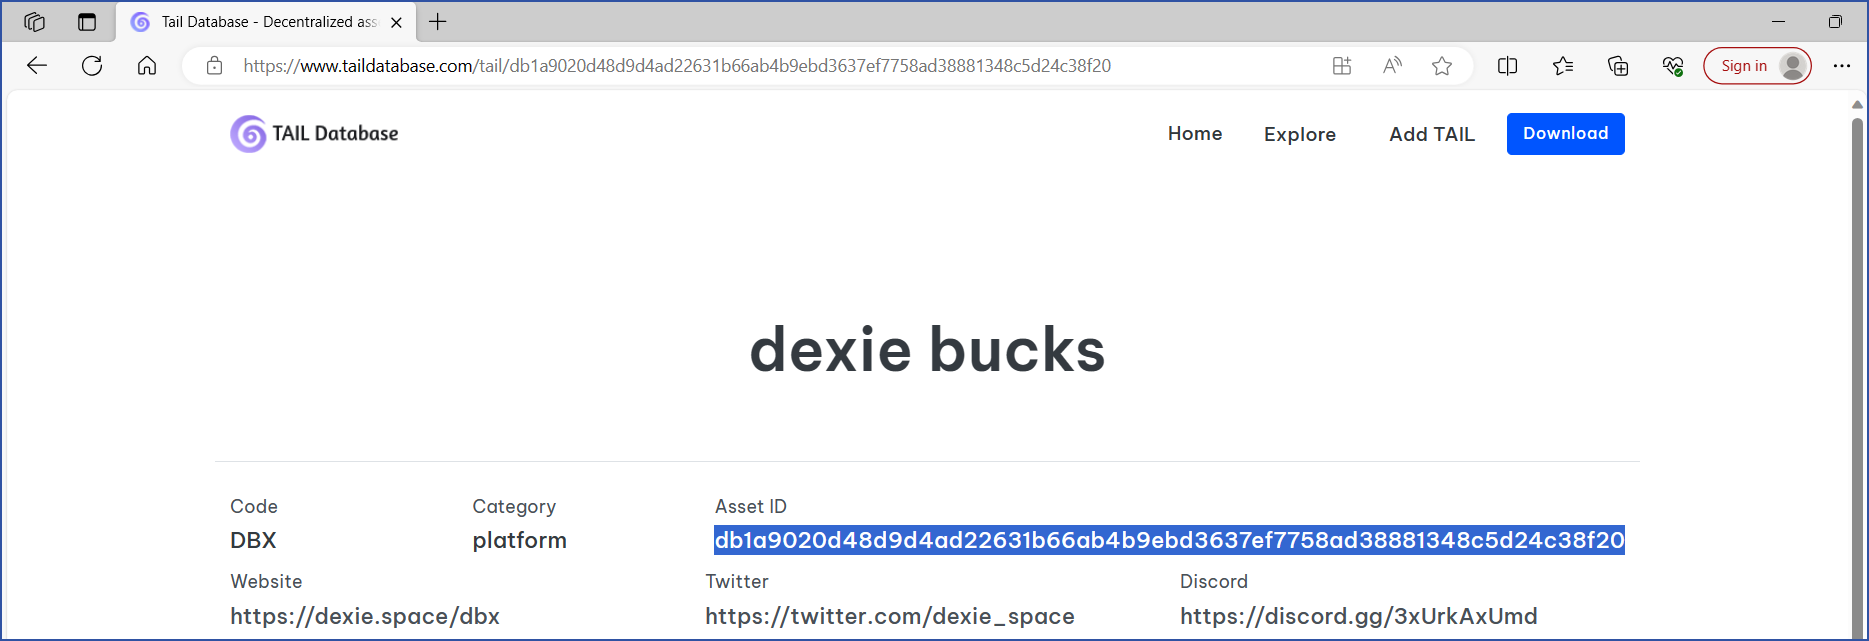 Tail Database - Decentralized ass
https://www.taildatabase.com/tail/db1a9020d48d9d4ad22631b66ab4b9ebd3637ef7758ad38881348c5d24c38f20
Sign in
TAIL Database
Home Explore Add TAIL Download
dexie bucks
Code Category Asset ID
DBX platform db1a9020d48d9d4ad22631b66ab4b9ebd3637ef7758ad38881348c5d24c38f20
Website Twitter Discord
https://dexie.space/dbx https://twitter.com/dexie_space https://discord.gg/3xUrkAxUmd